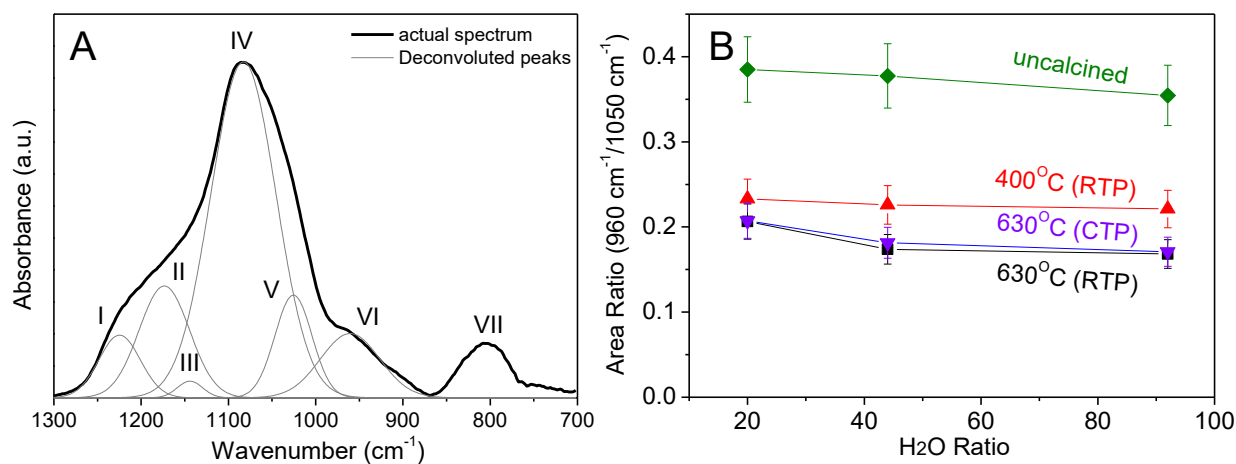 A
IV
actual spectrum
Deconvoluted peaks
I
II
III
V
VI
VII
Absorbance (a.u.)
1300
1200
1100
1000
900
800
700
Wavenumber (cm⁻¹)
B
uncalcined
400°C (RTP)
630°C (CTP)
630°C (RTP)
Area Ratio (960 cm⁻¹/1050 cm⁻¹)
0.4
0.3
0.2
0.1
0.0
20
40
60
80
100
H₂O Ratio